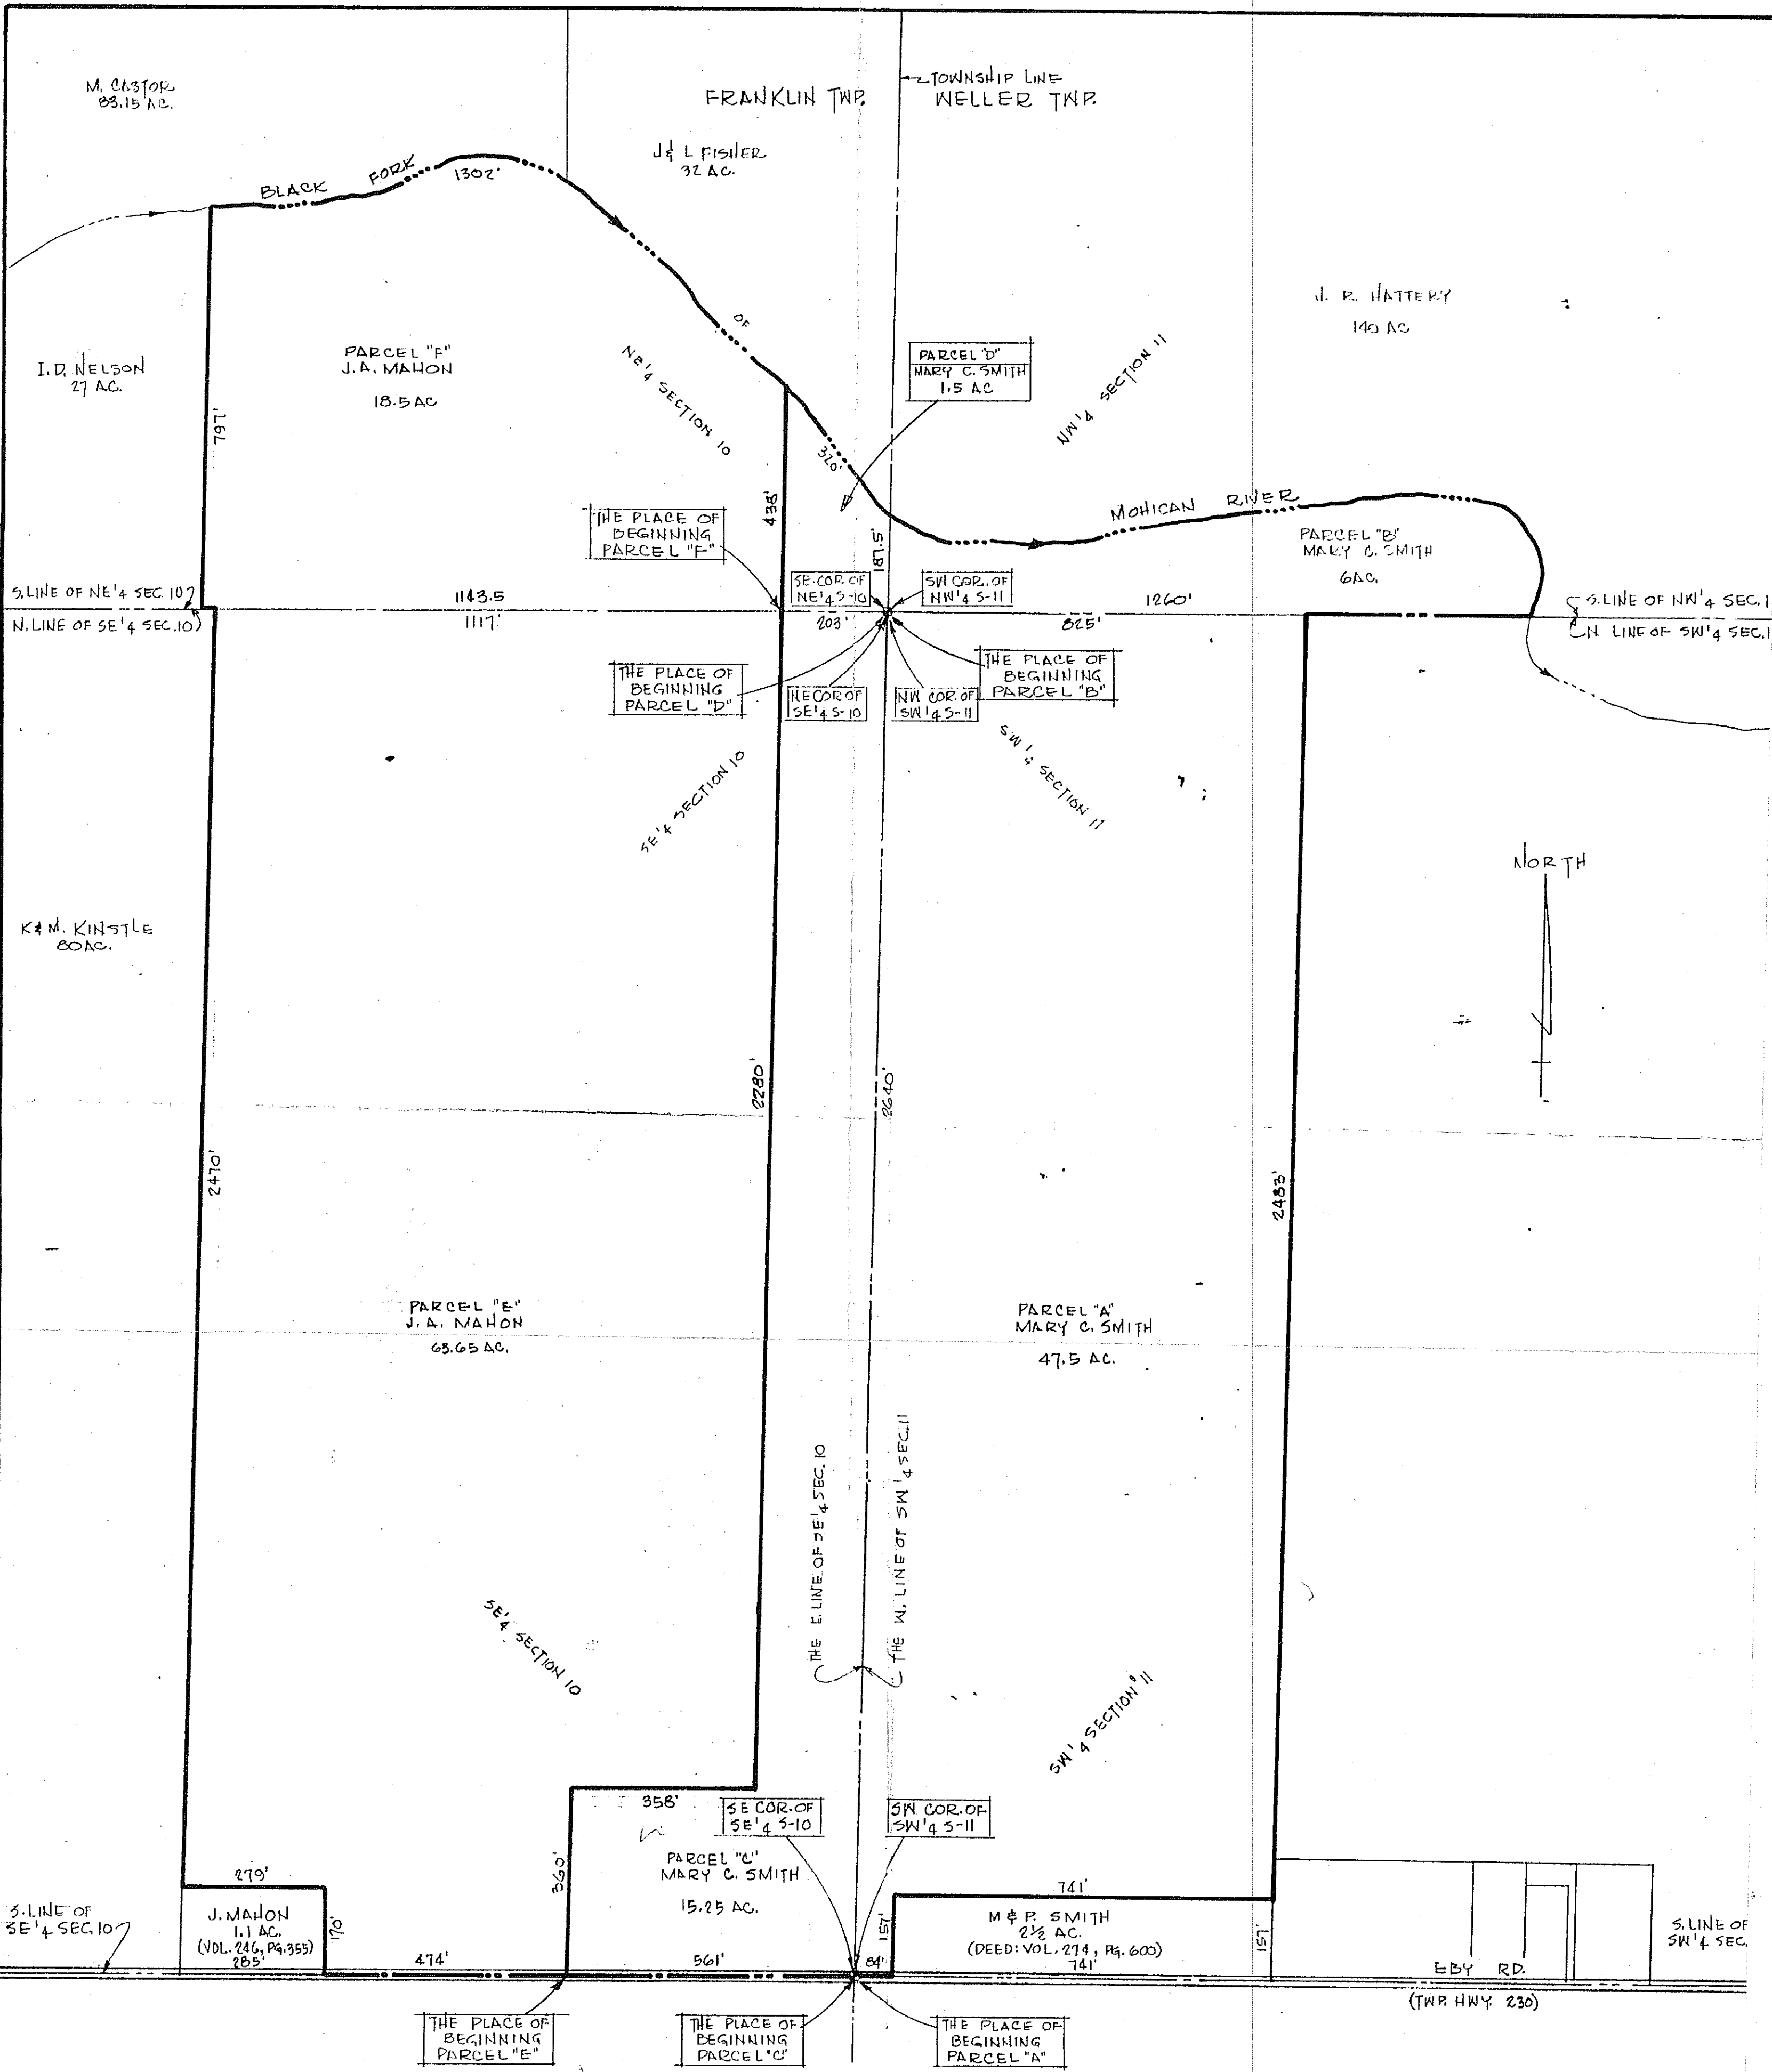 M. CASTOR
83.15 AC.
FRANKLIN TWP.
TOWNSHIP LINE
WELLER TWP.
J & L FISHER
32 AC.
BLACK FORK
1302'
OF
MOHICAN RIVER
J. R. HATTERY
140 AC
I.D. NELSON
27 AC.
797'
PARCEL "F"
J.A. MAHON
18.5 AC
NE 1/4 SECTION 10
PARCEL "D"
MARY C. SMITH
1.5 AC
NW 1/4 SECTION 11
320'
438'
187.5'
THE PLACE OF
BEGINNING
PARCEL "F"
PARCEL "B"
MARY C. SMITH
6 AC.
S. LINE OF NE 1/4 SEC. 10
N. LINE OF SE 1/4 SEC. 10
1143.5
1117'
SE. COR. OF
NE 1/4 S-10
SW COR. OF
NW 1/4 S-11
203'
1260'
825'
S. LINE OF NW 1/4 SEC. 1
N LINE OF SW 1/4 SEC. 1
THE PLACE OF
BEGINNING
PARCEL "D"
NE COR OF
SE 1/4 S-10
NW COR. OF
SW 1/4 S-11
THE PLACE OF
BEGINNING
PARCEL "B"
SE 1/4 SECTION 10
SW 1/4 SECTION 11
NORTH
K & M. KINSTLE
80 AC.
2470'
2280'
2640'
2483'
PARCEL "E"
J.A. MAHON
63.65 AC.
PARCEL "A"
MARY C. SMITH
47.5 AC.
THE E. LINE OF SE 1/4 SEC. 10
THE W. LINE OF SW 1/4 SEC. 11
SE 1/4 SECTION 10
SW 1/4 SECTION 11
358'
SE COR. OF
SE 1/4 S-10
SW COR. OF
SW 1/4 S-11
360'
PARCEL "C"
MARY C. SMITH
15.25 AC.
279'
741'
S. LINE OF
SE 1/4 SEC. 10
J. MAHON
1.1 AC.
(VOL. 246, PG. 355)
285'
170'
474'
561'
84'
157'
M & P. SMITH
2 1/2 AC.
(DEED: VOL. 274, PG. 600)
741'
157'
S. LINE OF
SW 1/4 SEC.
EBY RD.
(TWP. HWY. 230)
THE PLACE OF
BEGINNING
PARCEL "E"
THE PLACE OF
BEGINNING
PARCEL "C"
THE PLACE OF
BEGINNING
PARCEL "A"